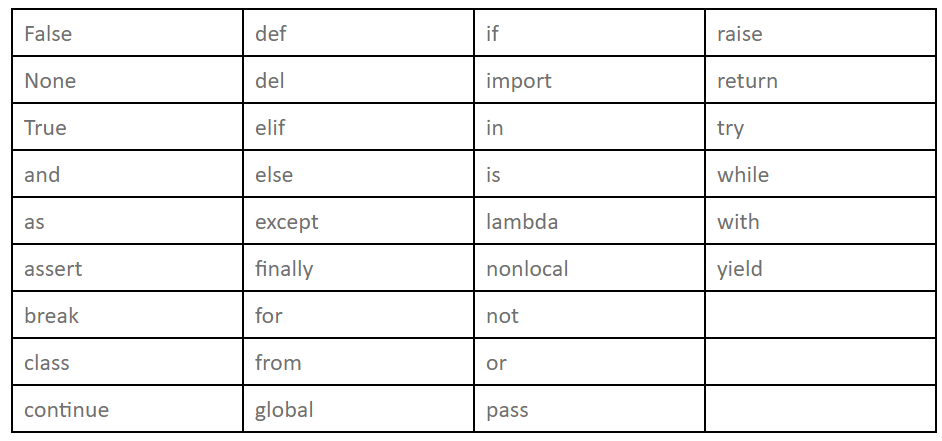 False def if raise
None del import return
True elif in try
and else is while
as except lambda with
assert finally nonlocal yield
break for not
class from or
continue global pass